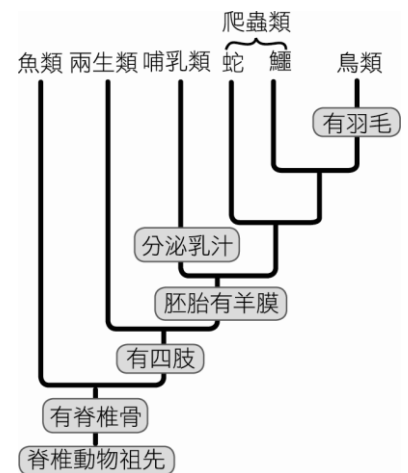 爬蟲類
魚類 兩生類 哺乳類 蛇 鱷 鳥類
有羽毛
分泌乳汁
胚胎有羊膜
有四肢
有脊椎骨
脊椎動物祖先